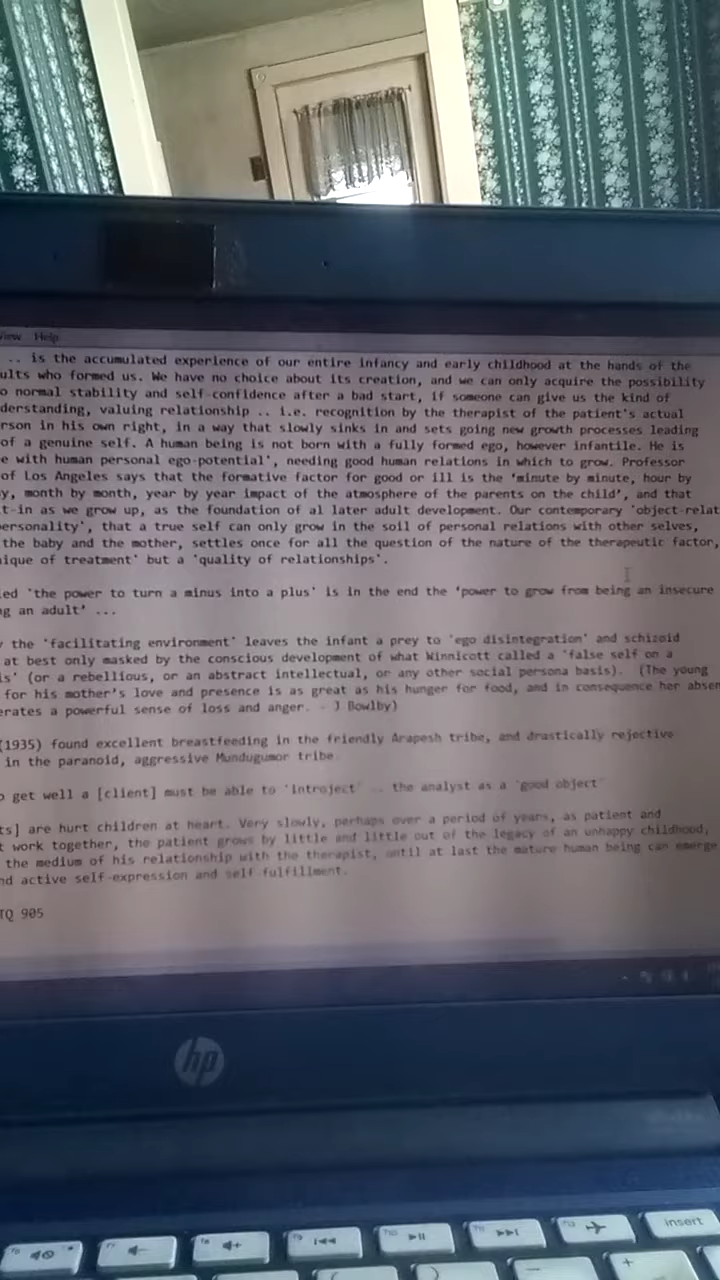 View Help
.. is the accumulated experience of our entire infancy and early childhood at the hands of the
ults who formed us. We have no choice about its creation, and we can only acquire the possibility
o normal stability and self-confidence after a bad start, if someone can give us the kind of
derstanding, valuing relationship .. i.e. recognition by the therapist of the patient's actual
rson in his own right, in a way that slowly sinks in and sets going new growth processes leading
of a genuine self. A human being is not born with a fully formed ego, however infantile. He is
e with human personal ego-potential', needing good human relations in which to grow. Professor
of Los Angeles says that the formative factor for good or ill is the 'minute by minute, hour by
y, month by month, year by year impact of the atmosphere of the parents on the child', and that
t-in as we grow up, as the foundation of al later adult development. Our contemporary 'object-relat
personality', that a true self can only grow in the soil of personal relations with other selves,
the baby and the mother, settles once for all the question of the nature of the therapeutic factor,
ique of treatment' but a 'quality of relationships'.
ed 'the power to turn a minus into a plus' is in the end the 'power to grow from being an insecure
ng an adult' ...
y the 'facilitating environment' leaves the infant a prey to 'ego disintegration' and schizoid
at best only masked by the conscious development of what Winnicott called a 'false self on a
is' (or a rebellious, or an abstract intellectual, or any other social persona basis). (The young
for his mother's love and presence is as great as his hunger for food, and in consequence her absen
erates a powerful sense of loss and anger. - J Bowlby)
(1935) found excellent breastfeeding in the friendly Arapesh tribe, and drastically rejective
in the paranoid, aggressive Mundugumor tribe.
o get well a [client] must be able to 'introject' .. the analyst as a 'good object'
ts] are hurt children at heart. Very slowly, perhaps over a period of years, as patient and
t work together, the patient grows by little and little out of the legacy of an unhappy childhood,
the medium of his relationship with the therapist, until at last the mature human being can emerge
nd active self-expression and self-fulfillment.
TQ 905
hp
insert